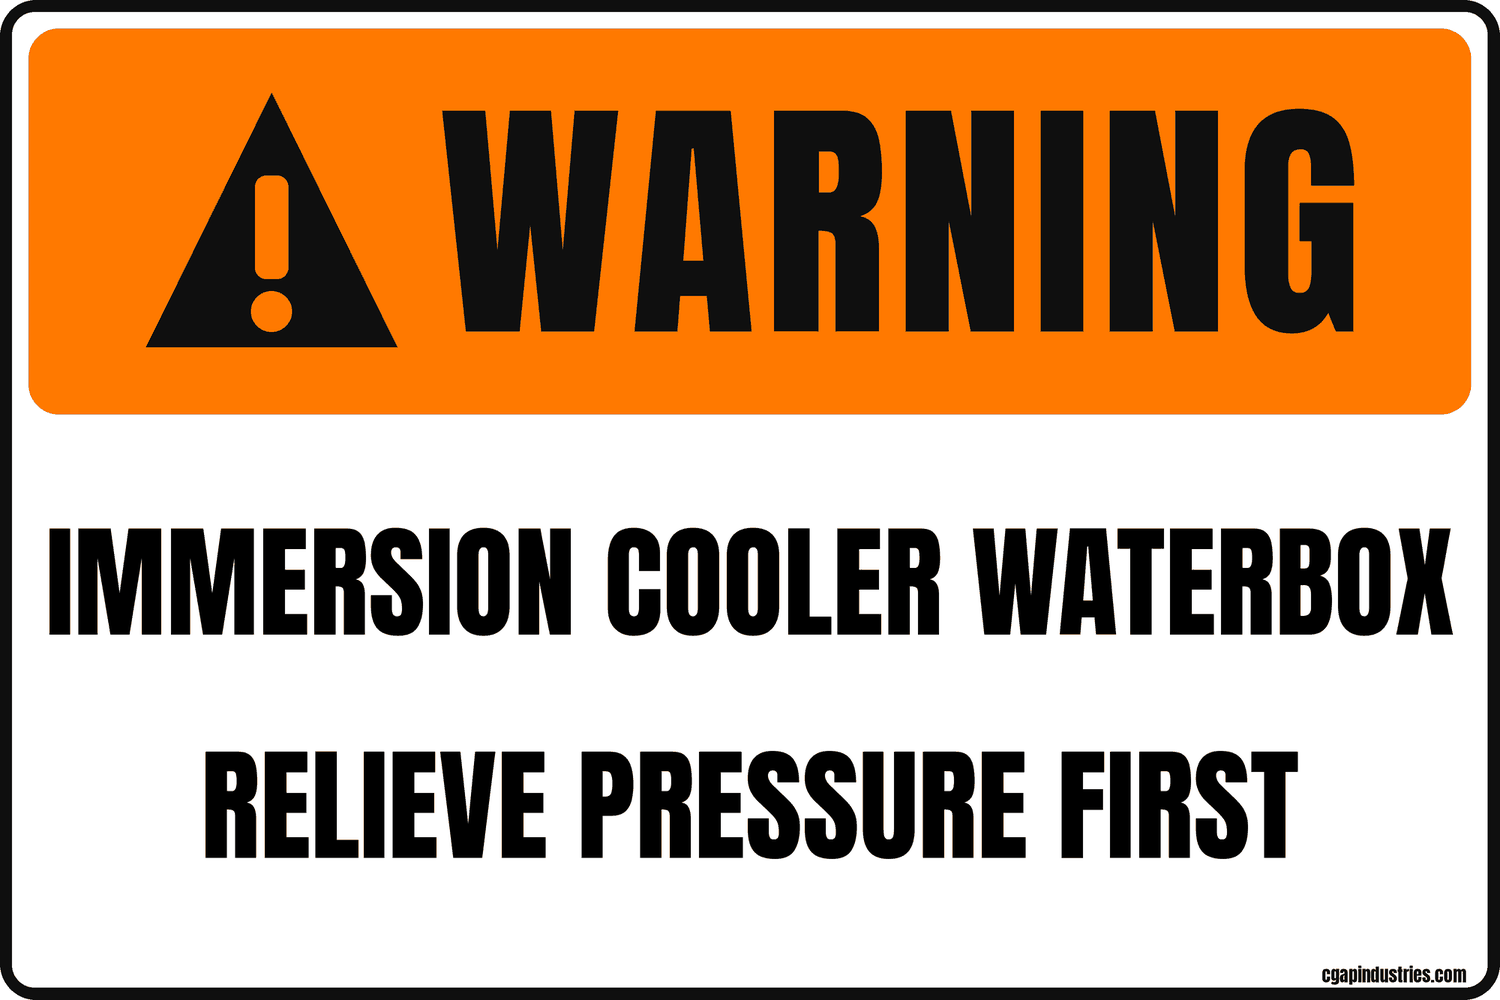 WARNING
IMMERSION COOLER WATERBOX
RELIEVE PRESSURE FIRST
cgapindustries.com